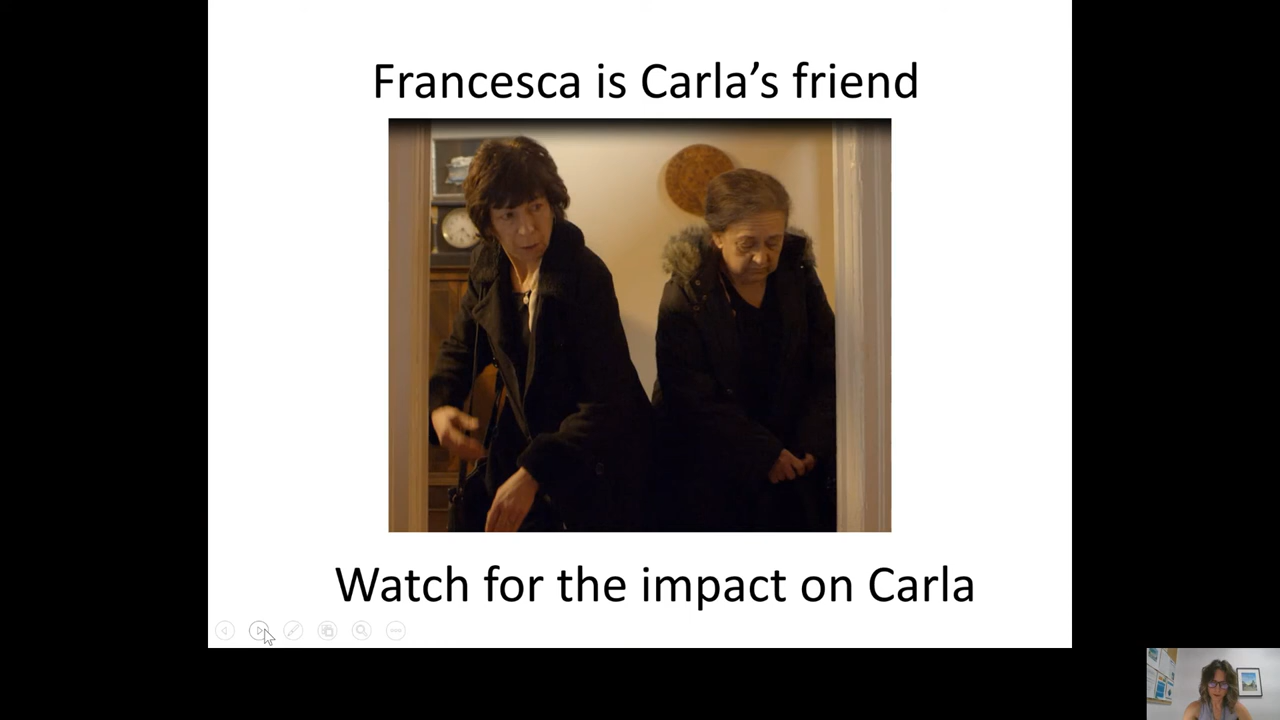 Francesca is Carla’s friend
Watch for the impact on Carla